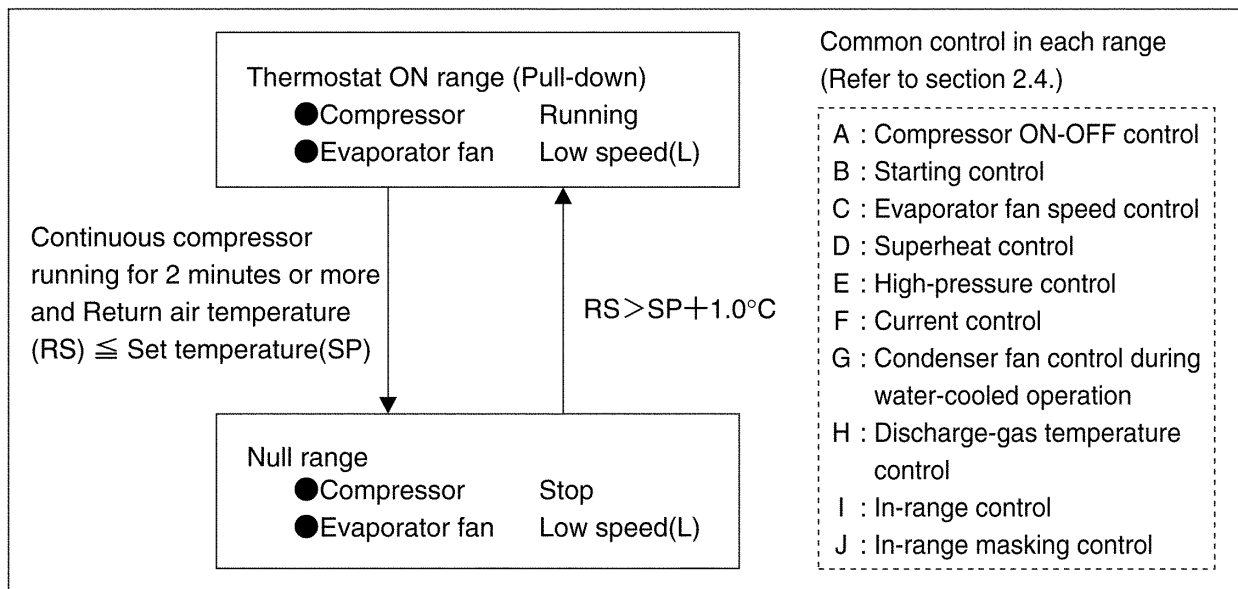 Thermostat ON range (Pull-down)
●Compressor Running
●Evaporator fan Low speed(L)
Continuous compressor
running for 2 minutes or more
and Return air temperature
(RS) ≦ Set temperature(SP)
RS＞SP＋1.0°C
Null range
●Compressor Stop
●Evaporator fan Low speed(L)
Common control in each range
(Refer to section 2.4.)
A : Compressor ON-OFF control
B : Starting control
C : Evaporator fan speed control
D : Superheat control
E : High-pressure control
F : Current control
G : Condenser fan control during
water-cooled operation
H : Discharge-gas temperature
control
I : In-range control
J : In-range masking control